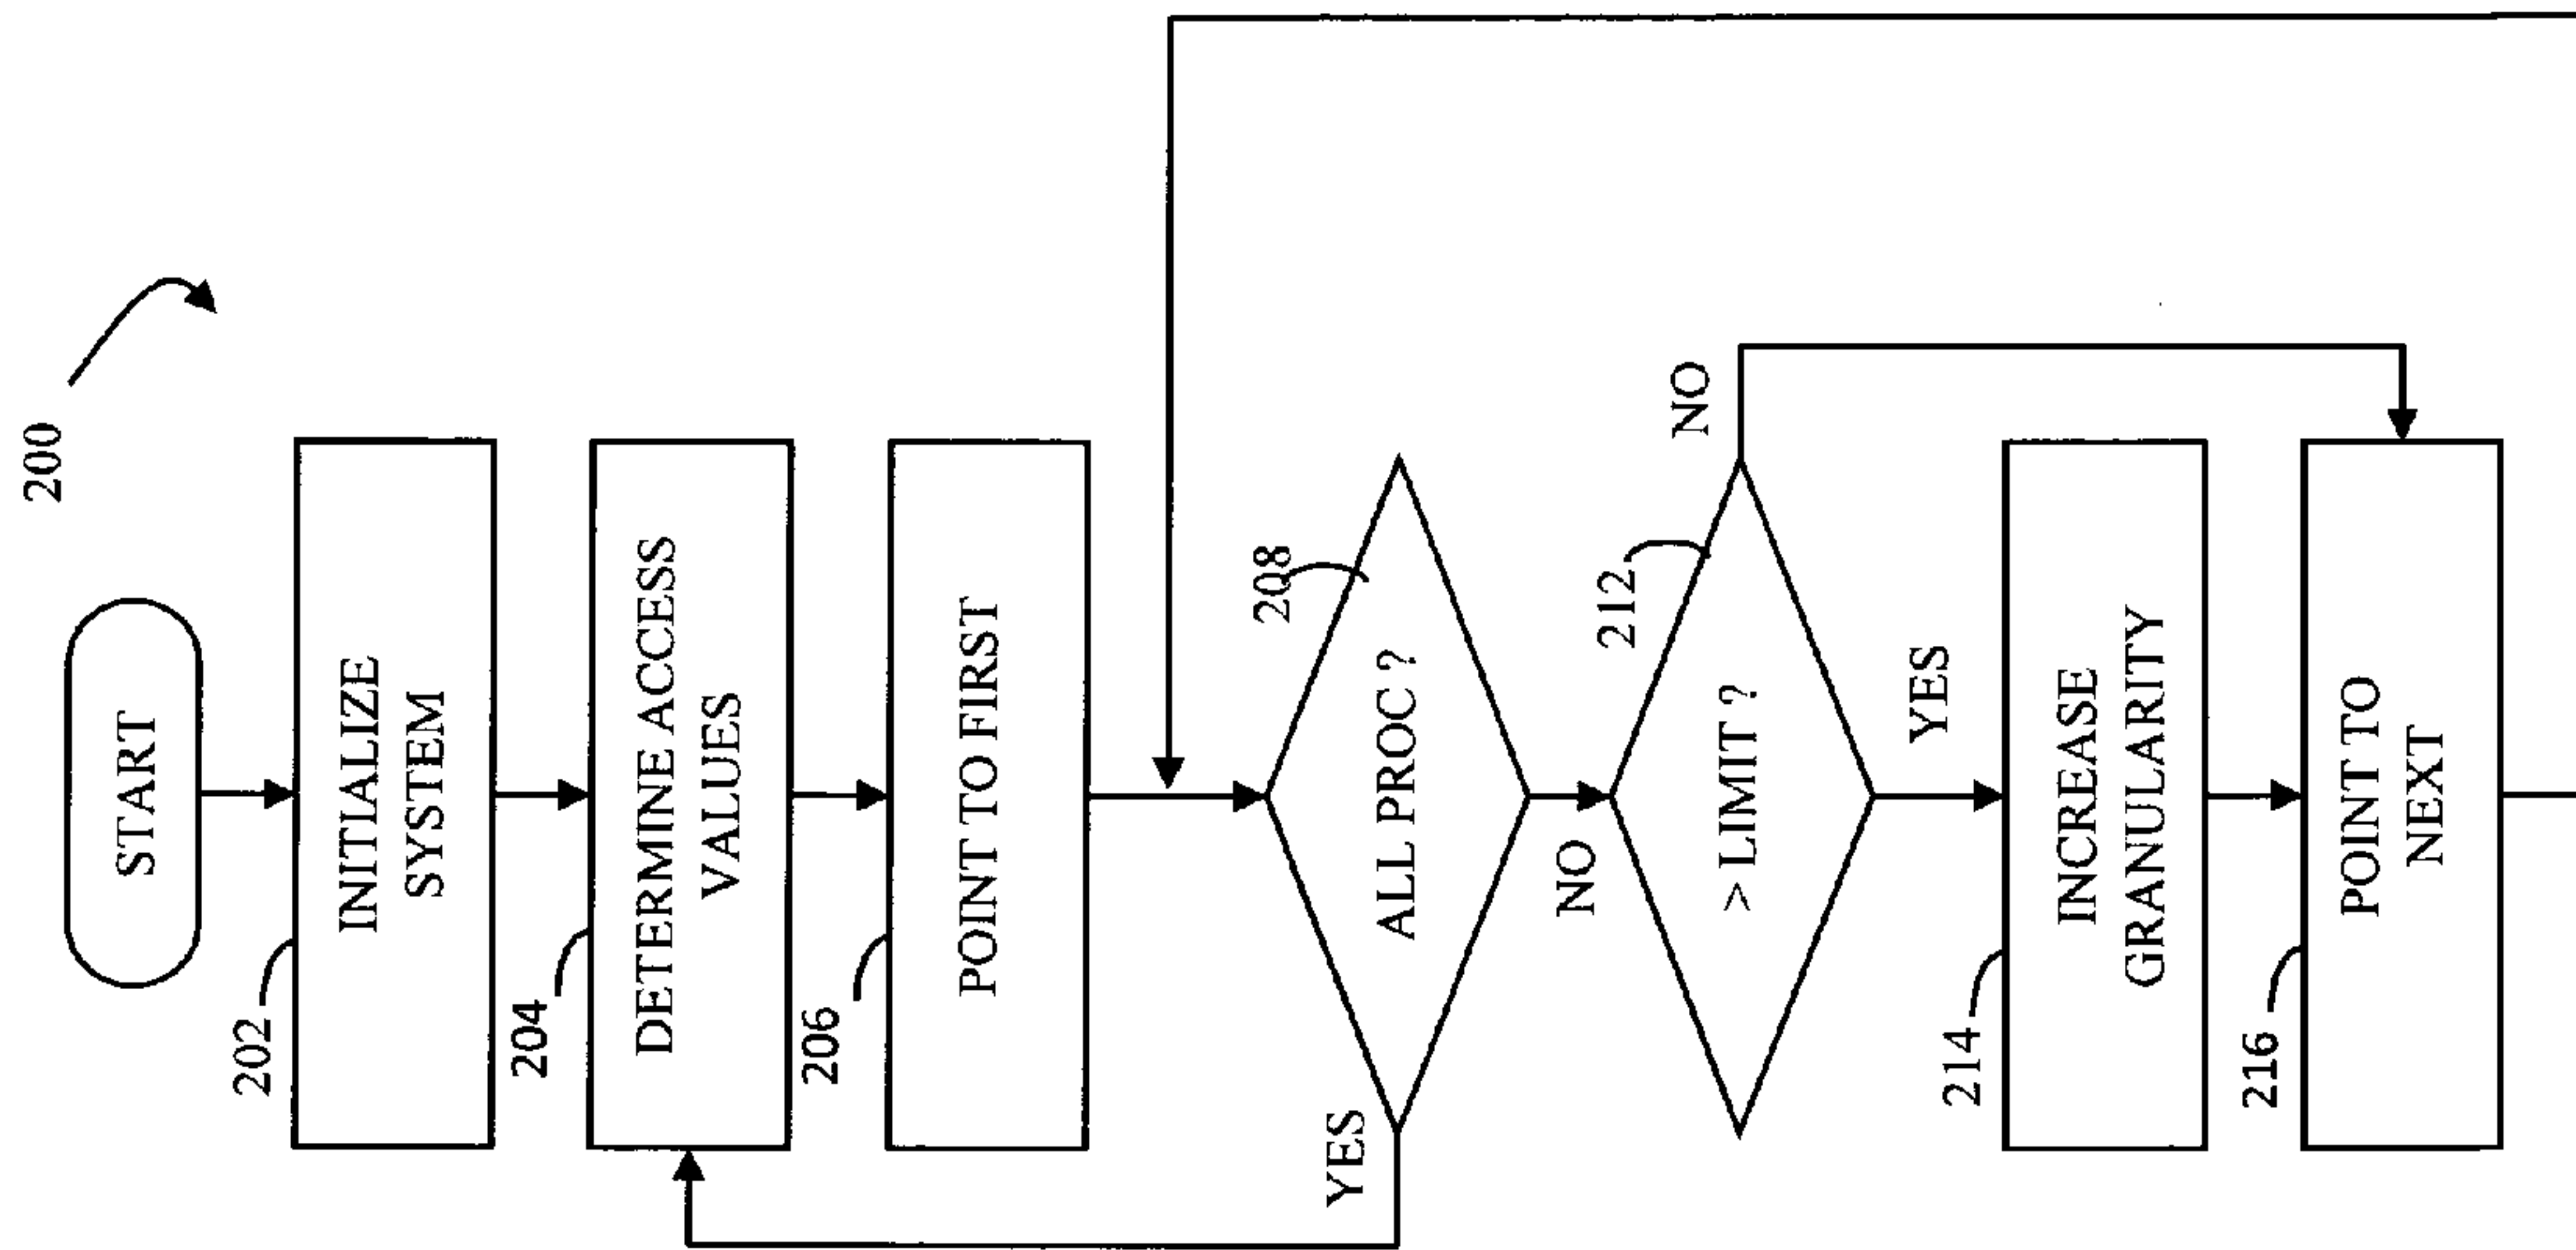 200
START
202
INITIALIZE
SYSTEM
204
DETERMINE ACCESS
VALUES
206
POINT TO FIRST
208
ALL PROC ?
YES
NO
212
> LIMIT ?
NO
YES
214
INCREASE
GRANULARITY
216
POINT TO
NEXT